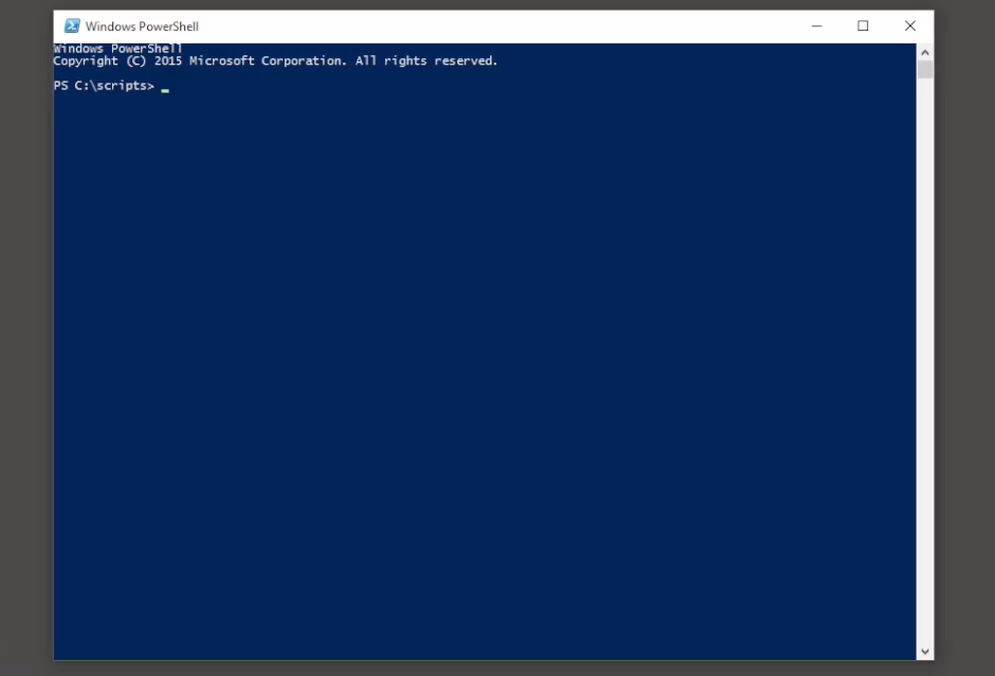 Windows PowerShell
Windows PowerShell
Copyright (C) 2015 Microsoft Corporation. All rights reserved.
PS C:\scripts> _